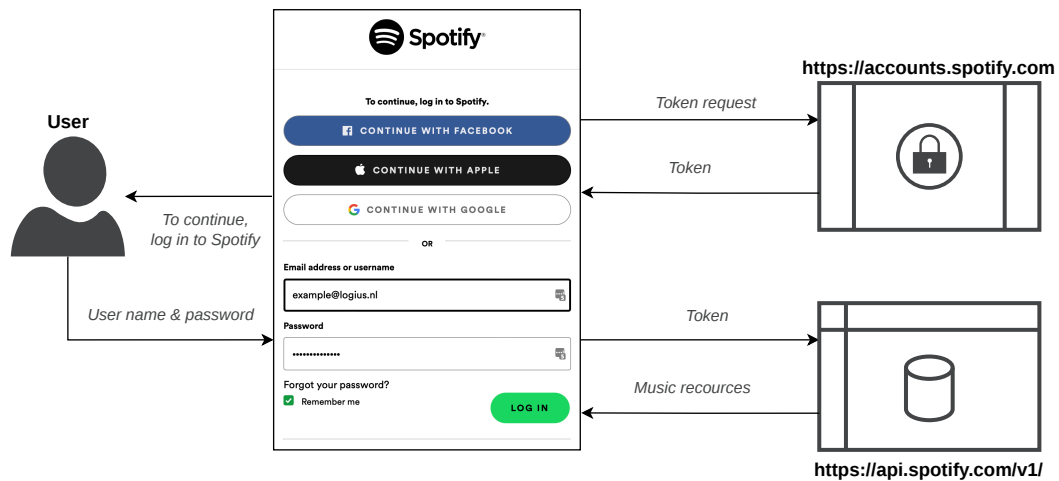 Spotify
https://accounts.spotify.com
To continue, log in to Spotify.
Token request
User
CONTINUE WITH FACEBOOK
CONTINUE WITH APPLE
Token
To continue,
log in to Spotify
CONTINUE WITH GOOGLE
OR
Email address or username
example@logius.nl
User name & password
Password
Token
••••••••••••••
Forgot your password?
Remember me
LOG IN
Music recources
https://api.spotify.com/v1/